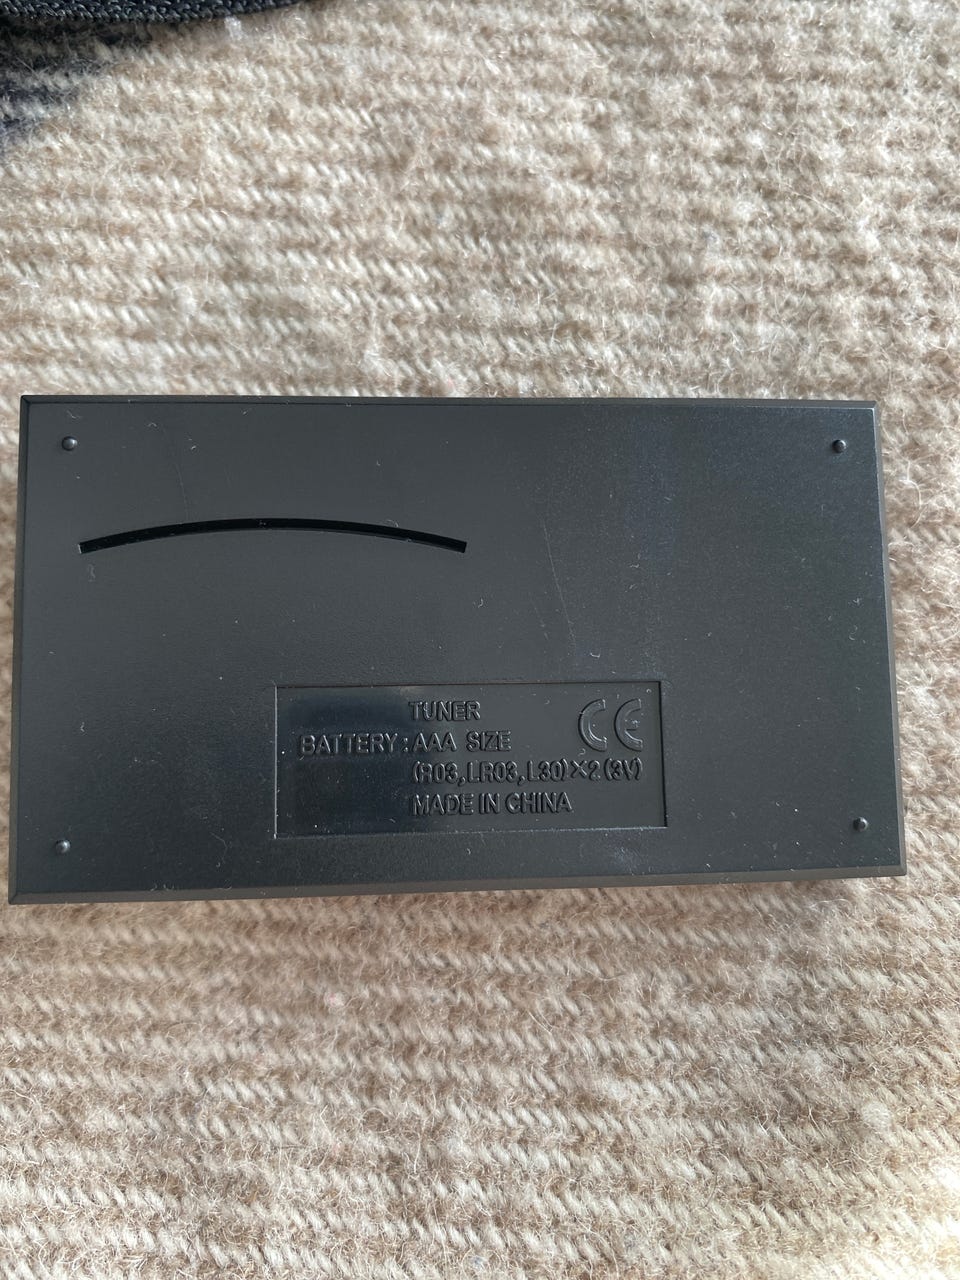 TUNER CE
BATTERY : AAA SIZE
(R03, LR03, L30)×2 (3V)
MADE IN CHINA